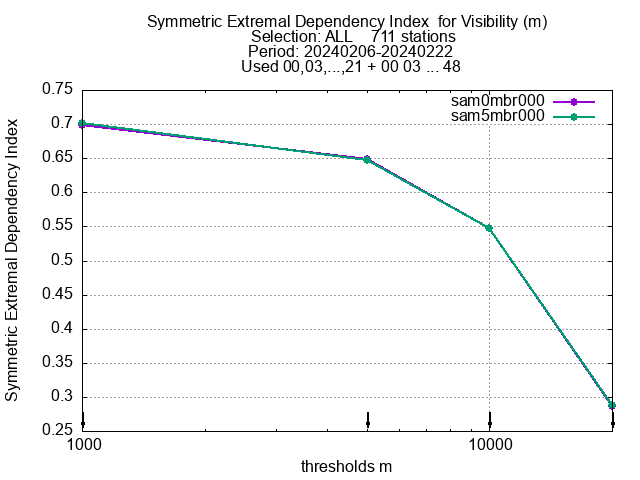 Symmetric Extremal Dependency Index  for Visibility (m)
Selection: ALL    711 stations
Period: 20240206-20240222
Used 00,03,...,21 + 00 03 ... 48
sam0mbr000
sam5mbr000
Symmetric Extremal Dependency Index
0.75
0.7
0.65
0.6
0.55
0.5
0.45
0.4
0.35
0.3
0.25
1000
10000
thresholds m